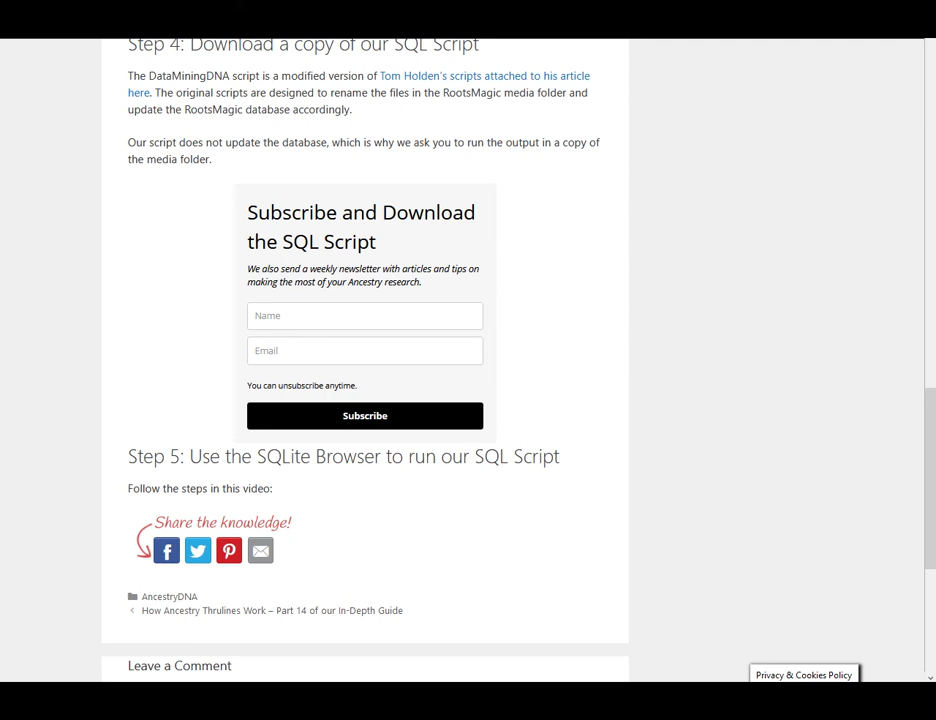 Step 4: Download a copy of our SQL Script
The DataMiningDNA script is a modified version of Tom Holden's scripts attached to his article
here. The original scripts are designed to rename the files in the RootsMagic media folder and
update the RootsMagic database accordingly.
Our script does not update the database, which is why we ask you to run the output in a copy of
the media folder.
Subscribe and Download
the SQL Script
We also send a weekly newsletter with articles and tips on
making the most of your Ancestry research.
Name
Email
You can unsubscribe anytime.
Subscribe
Step 5: Use the SQLite Browser to run our SQL Script
Follow the steps in this video:
Share the knowledge!
AncestryDNA
How Ancestry Thrulines Work – Part 14 of our In-Depth Guide
Leave a Comment
Privacy & Cookies Policy